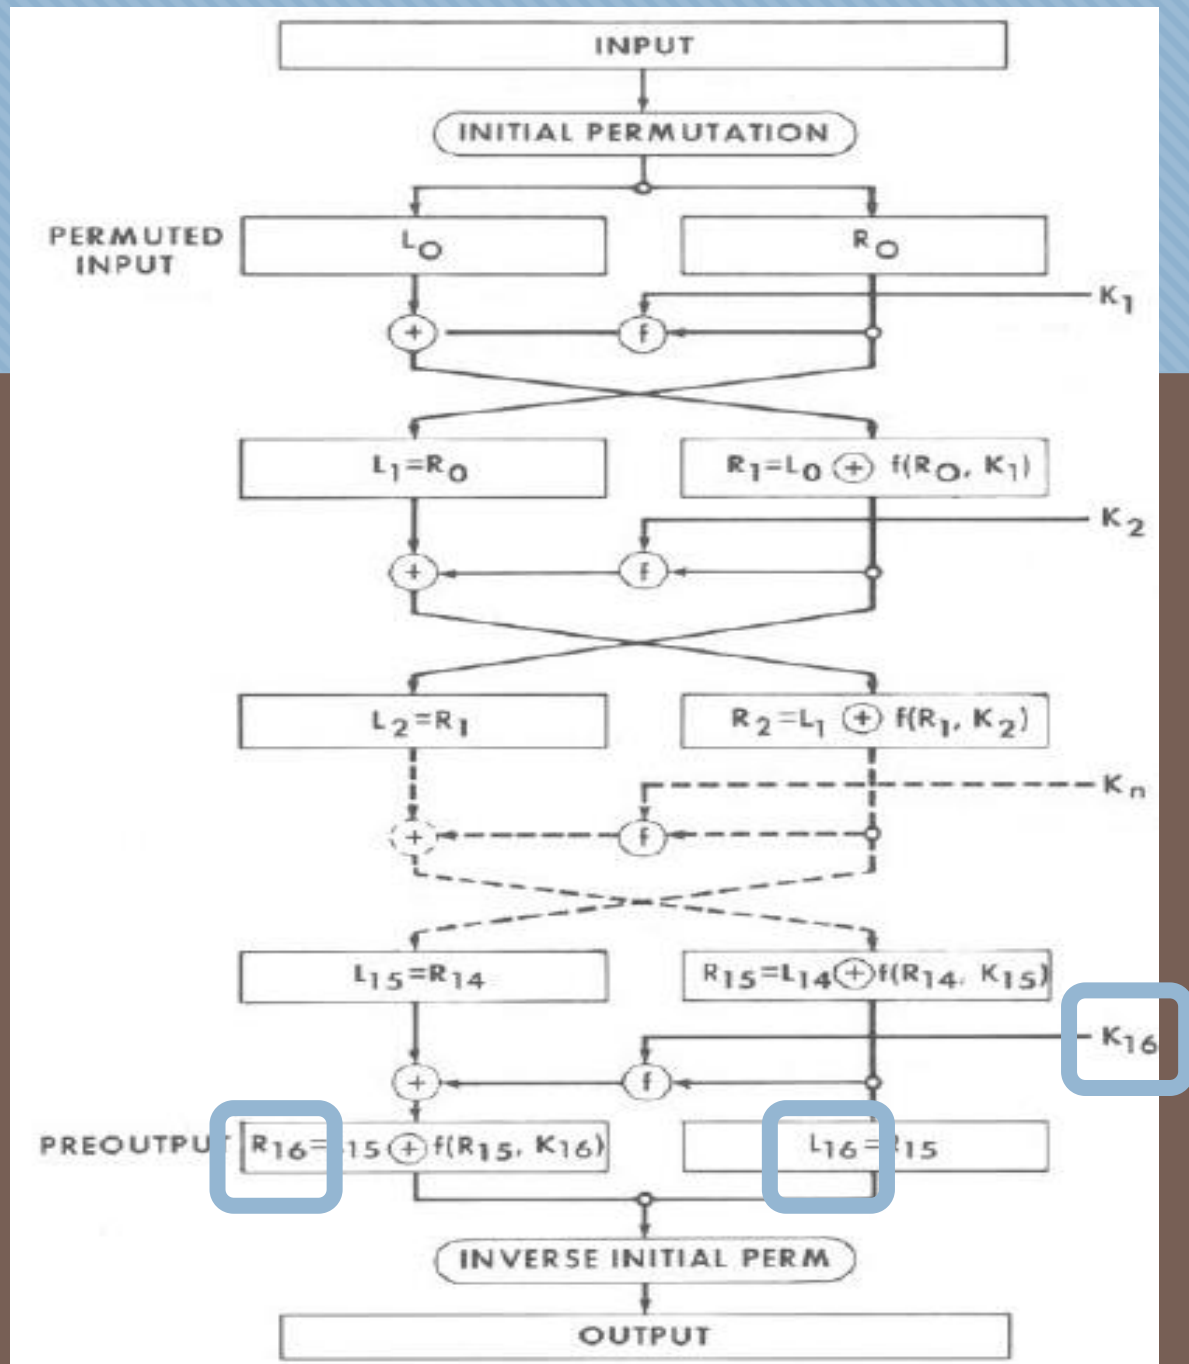 INPUT
INITIAL PERMUTATION
PERMUTED
INPUT
L0
R0
K1
+
f
L1=R0
R1=L0 ⊕ f(R0, K1)
K2
+
f
L2=R1
R2=L1 ⊕ f(R1, K2)
Kn
+
f
L15=R14
R15=L14⊕f(R14, K15)
K16
+
f
PREOUTPUT
R16= 15 ⊕ f(R15, K16)
L16=R15
INVERSE INITIAL PERM
OUTPUT